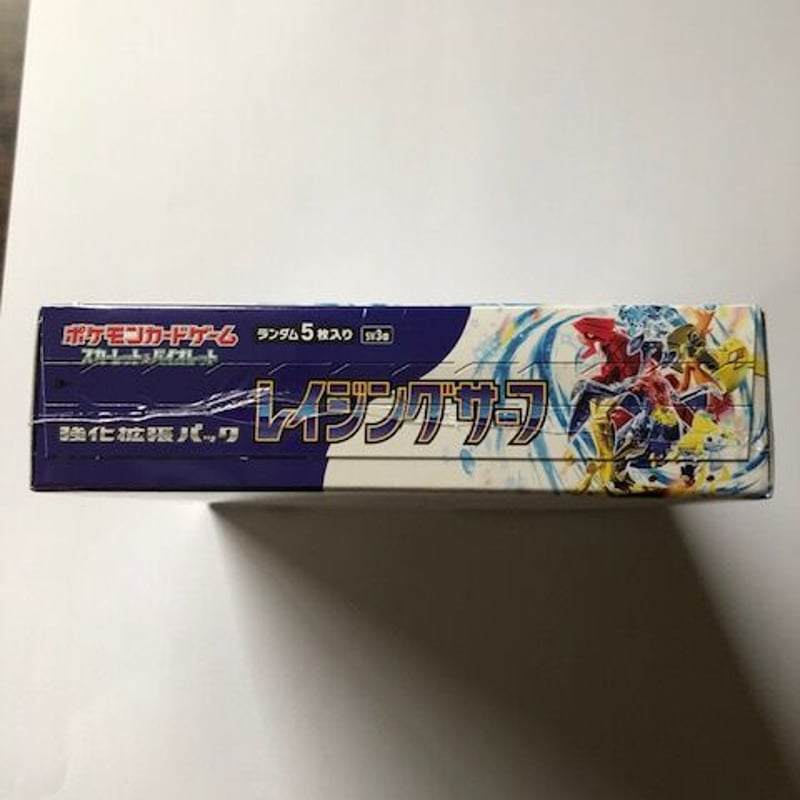 ポケモンカードゲーム
スカーレット&バイオレット
ランダム5枚入り SV3a
強化拡張パック
レイジングサーフ